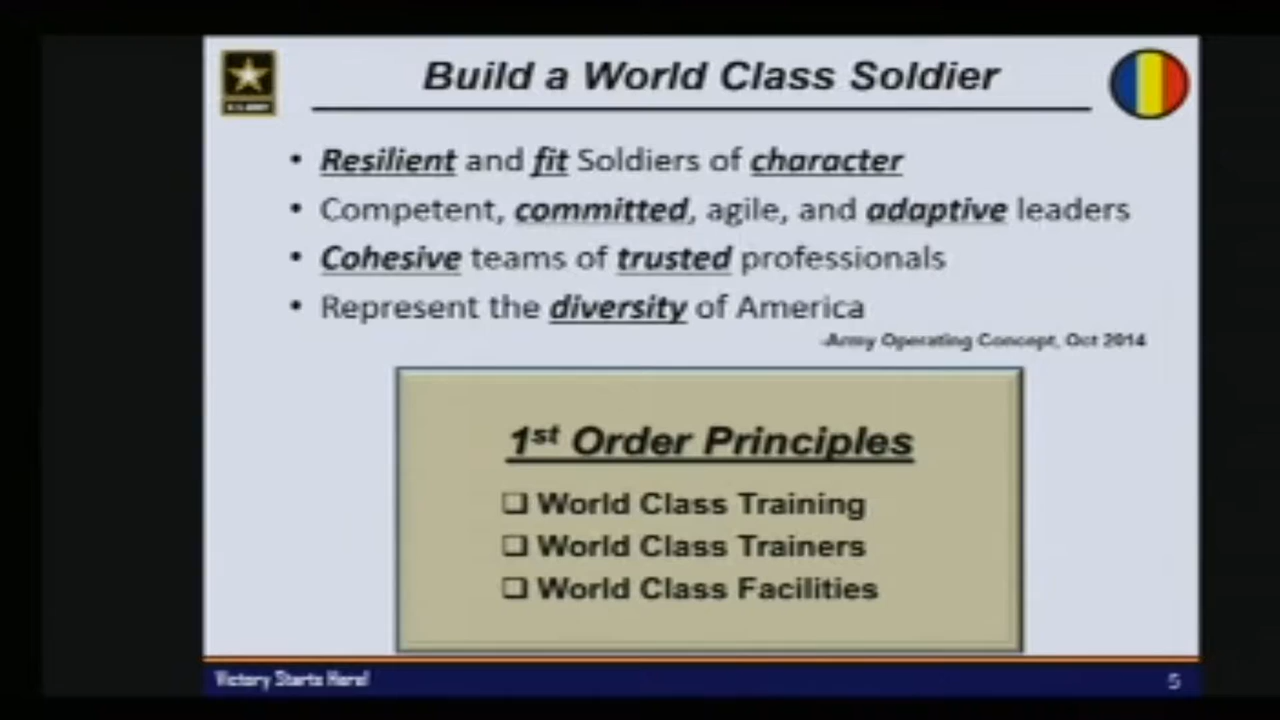 Build a World Class Soldier
U.S. ARMY
• Resilient and fit Soldiers of character
• Competent, committed, agile, and adaptive leaders
• Cohesive teams of trusted professionals
• Represent the diversity of America
-Army Operating Concept, Oct 2014
1st Order Principles
❑ World Class Training
❑ World Class Trainers
❑ World Class Facilities
Victory Starts Here!
5